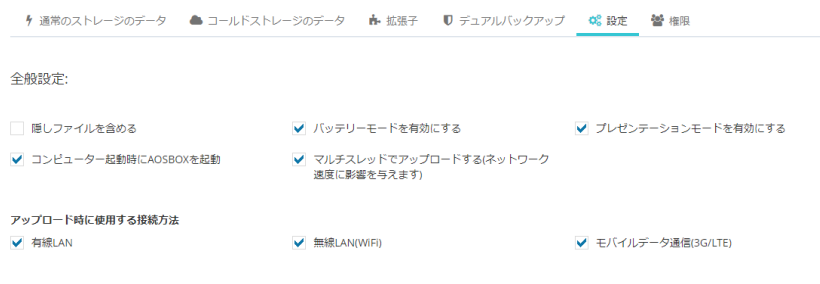 通常のストレージのデータ コールドストレージのデータ 拡張子 デュアルバックアップ 設定 権限
全般設定:
隠しファイルを含める バッテリーモードを有効にする プレゼンテーションモードを有効にする
コンピューター起動時にAOSBOXを起動 マルチスレッドでアップロードする(ネットワーク
速度に影響を与えます)
アップロード時に使用する接続方法
有線LAN 無線LAN(WiFi) モバイルデータ通信(3G/LTE)